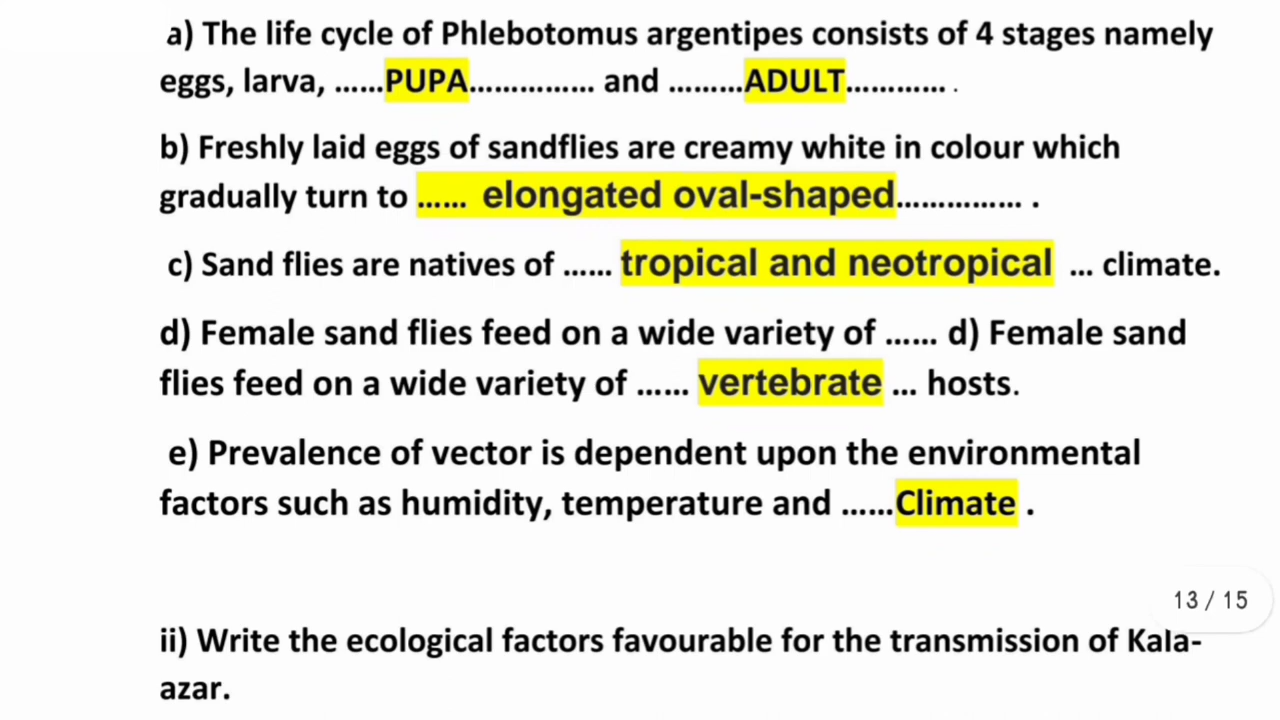 a) The life cycle of Phlebotomus argentipes consists of 4 stages namely
eggs, larva, ......PUPA............... and .........ADULT............ .
b) Freshly laid eggs of sandflies are creamy white in colour which
gradually turn to ...... elongated oval-shaped............... .
c) Sand flies are natives of ...... tropical and neotropical ... climate.
d) Female sand flies feed on a wide variety of ...... d) Female sand
flies feed on a wide variety of ...... vertebrate ... hosts.
e) Prevalence of vector is dependent upon the environmental
factors such as humidity, temperature and ......Climate .
13 / 15
ii) Write the ecological factors favourable for the transmission of Kala-
azar.